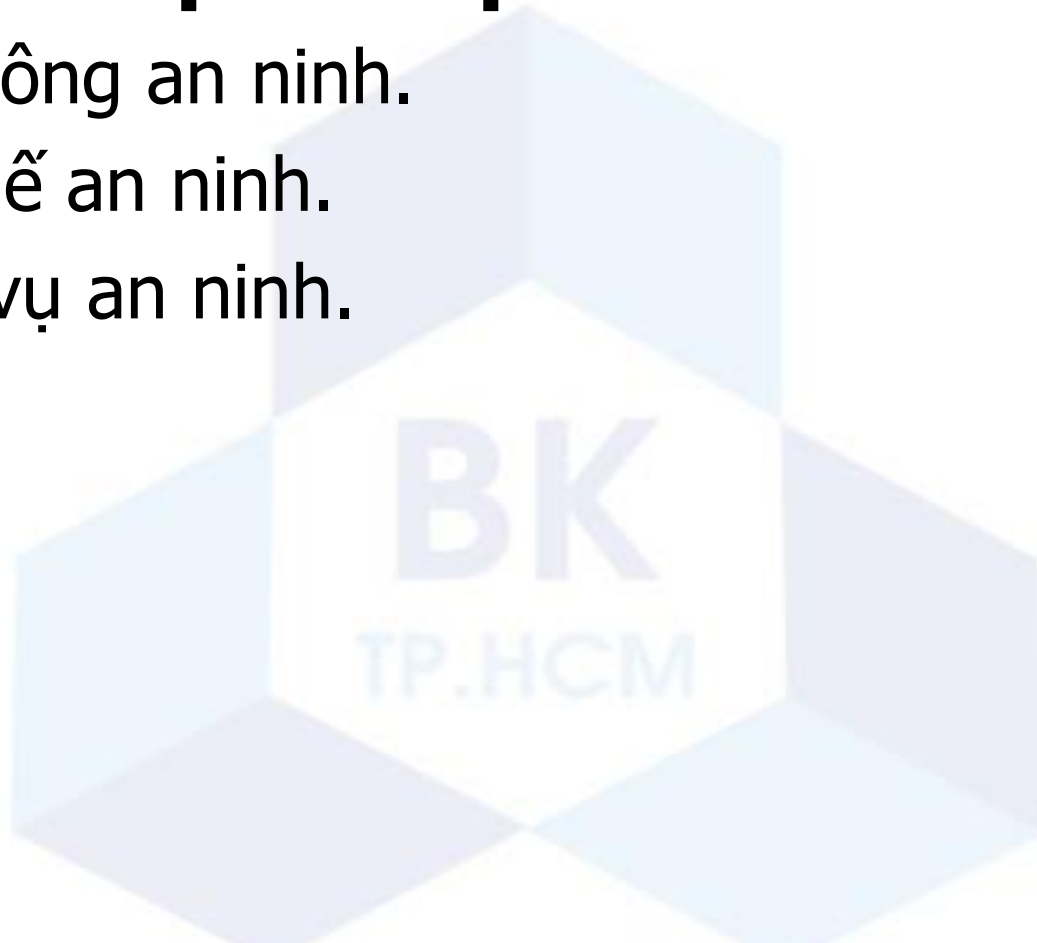 ông an ninh.
ế an ninh.
vụ an ninh.
BK
TP.HCM